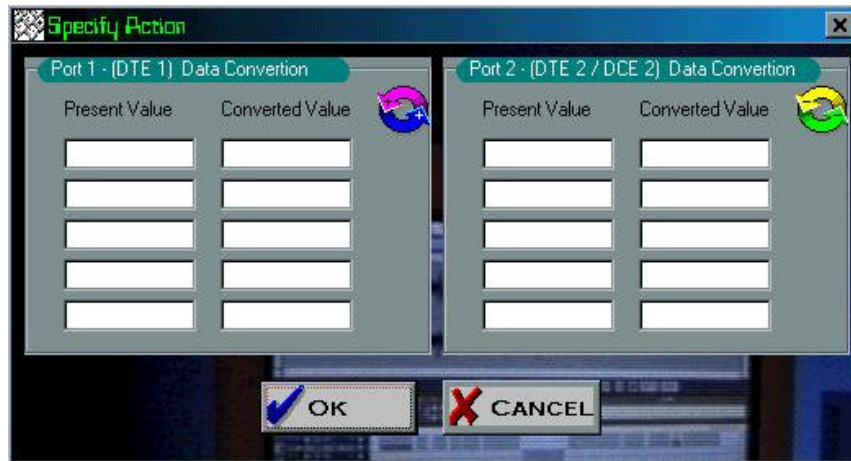 Specify Action
Port 1 - (DTE 1) Data Convertion
Present Value Converted Value
Port 2 - (DTE 2 / DCE 2) Data Convertion
Present Value Converted Value
OK
CANCEL